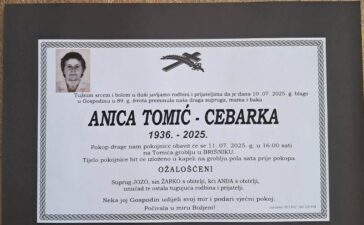 Tužnim srcem i bolom u duši javljamo rodbini i prijateljima da je dana 10. 07. 2025. g. blago
u Gospodinu u 89. g. života preminula naša draga supruga, mama i baka
ANICA TOMIĆ - CEBARKA
1936. - 2025.
Pokop drage nam pokojnice obavit će se 11. 07. 2025. g. u 16:00 sati
na Tomića groblju u BRIŠNIKU.
Tijelo pokojnice bit će izloženo u kapeli na groblju pola sata prije pokopa.
OŽALOŠĆENI
Suprug JOZO, sin ŽARKO s obitelji, kći ANĐA s obitelji,
unučad te ostala tugujuća rodbina i prijatelji.
Neka joj Gospodin udijeli svoj mir i podari vječni pokoj.
Počivala u miru Božjem!